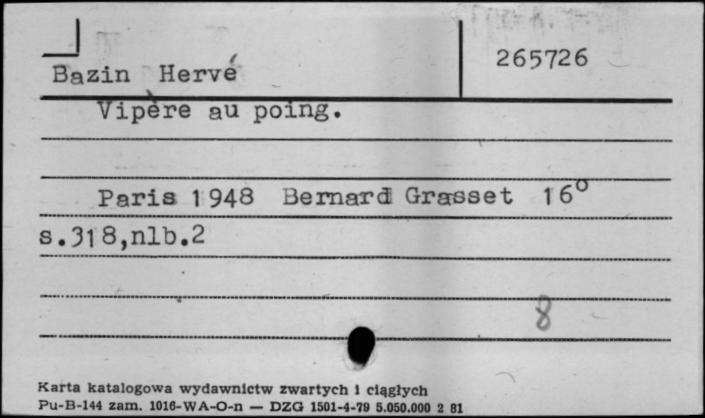 265726
Bazin Hervé
Vipère au poing.
Paris 1948 Bernard Grasset 16°
s.318,nlb.2
8
Karta katalogowa wydawnictw zwartych i ciągłych
Pu-B-144 zam. 1016-WA-O-n — DZG 1501-4-79 5.050.000 2 81